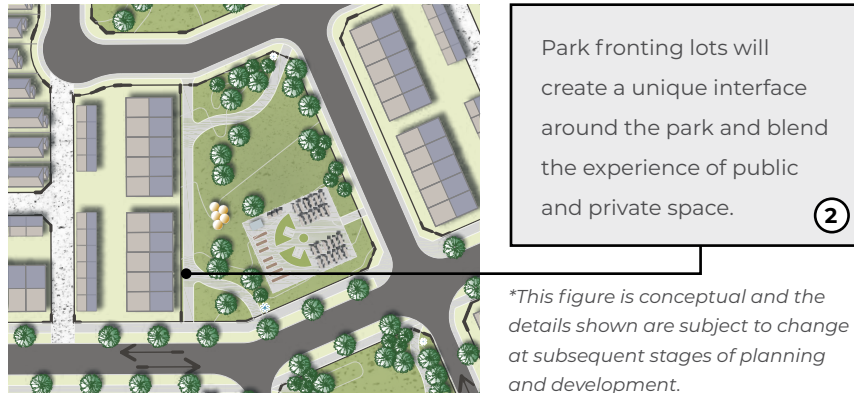 Park fronting lots will
create a unique interface
around the park and blend
the experience of public
and private space.
2
*This figure is conceptual and the
details shown are subject to change
at subsequent stages of planning
and development.